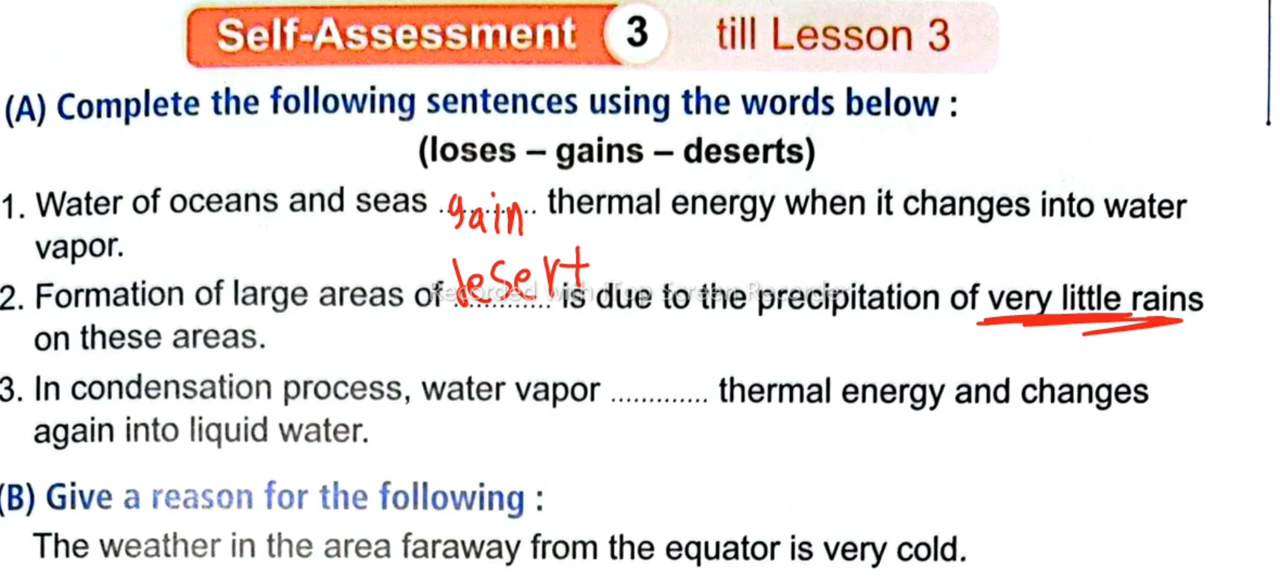 Self-Assessment 3 till Lesson 3
(A) Complete the following sentences using the words below :
(loses – gains – deserts)
1. Water of oceans and seas gain thermal energy when it changes into water
vapor.
2. Formation of large areas of desert is due to the precipitation of very little rains
on these areas.
3. In condensation process, water vapor ............. thermal energy and changes
again into liquid water.
(B) Give a reason for the following :
The weather in the area faraway from the equator is very cold.